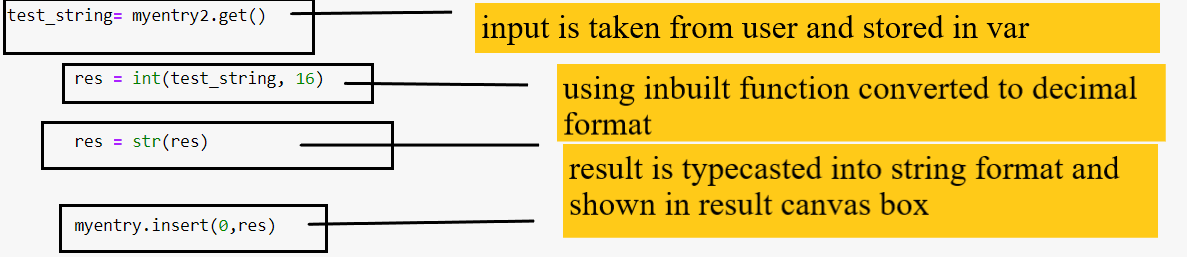 test_string= myentry2.get()
input is taken from user and stored in var
res = int(test_string, 16)
using inbuilt function converted to decimal
format
res = str(res)
result is typecasted into string format and
shown in result canvas box
myentry.insert(0,res)